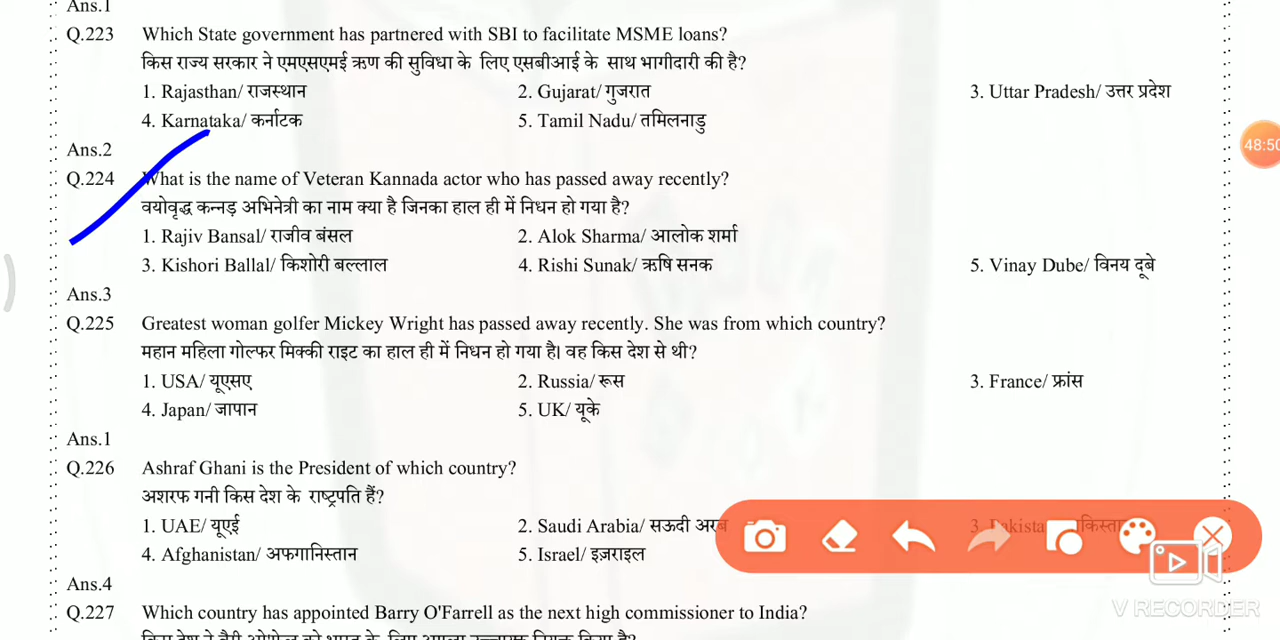 Ans.1
Q.223 Which State government has partnered with SBI to facilitate MSME loans?
किस राज्य सरकार ने एमएसएमई ऋण की सुविधा के लिए एसबीआई के साथ भागीदारी की है?
1. Rajasthan/ राजस्थान 2. Gujarat/ गुजरात 3. Uttar Pradesh/ उत्तर प्रदेश
4. Karnataka/ कर्नाटक 5. Tamil Nadu/ तमिलनाडु
Ans.2
48:50
Q.224 What is the name of Veteran Kannada actor who has passed away recently?
वयोवृद्ध कन्नड़ अभिनेत्री का नाम क्या है जिनका हाल ही में निधन हो गया है?
1. Rajiv Bansal/ राजीव बंसल 2. Alok Sharma/ आलोक शर्मा
3. Kishori Ballal/ किशोरी बल्लाल 4. Rishi Sunak/ ऋषि सनक 5. Vinay Dube/ विनय दूबे
Ans.3
Q.225 Greatest woman golfer Mickey Wright has passed away recently. She was from which country?
महान महिला गोल्फर मिक्की राइट का हाल ही में निधन हो गया है। वह किस देश से थी?
1. USA/ यूएसए 2. Russia/ रूस 3. France/ फ्रांस
4. Japan/ जापान 5. UK/ यूके
Ans.1
Q.226 Ashraf Ghani is the President of which country?
अशरफ गनी किस देश के राष्ट्रपति हैं?
1. UAE/ यूएई 2. Saudi Arabia/ सऊदी अरब 3.
4. Afghanistan/ अफगानिस्तान 5. Israel/ इज़राइल
Ans.4
V RECORDER
Q.227 Which country has appointed Barry O'Farrell as the next high commissioner to India?